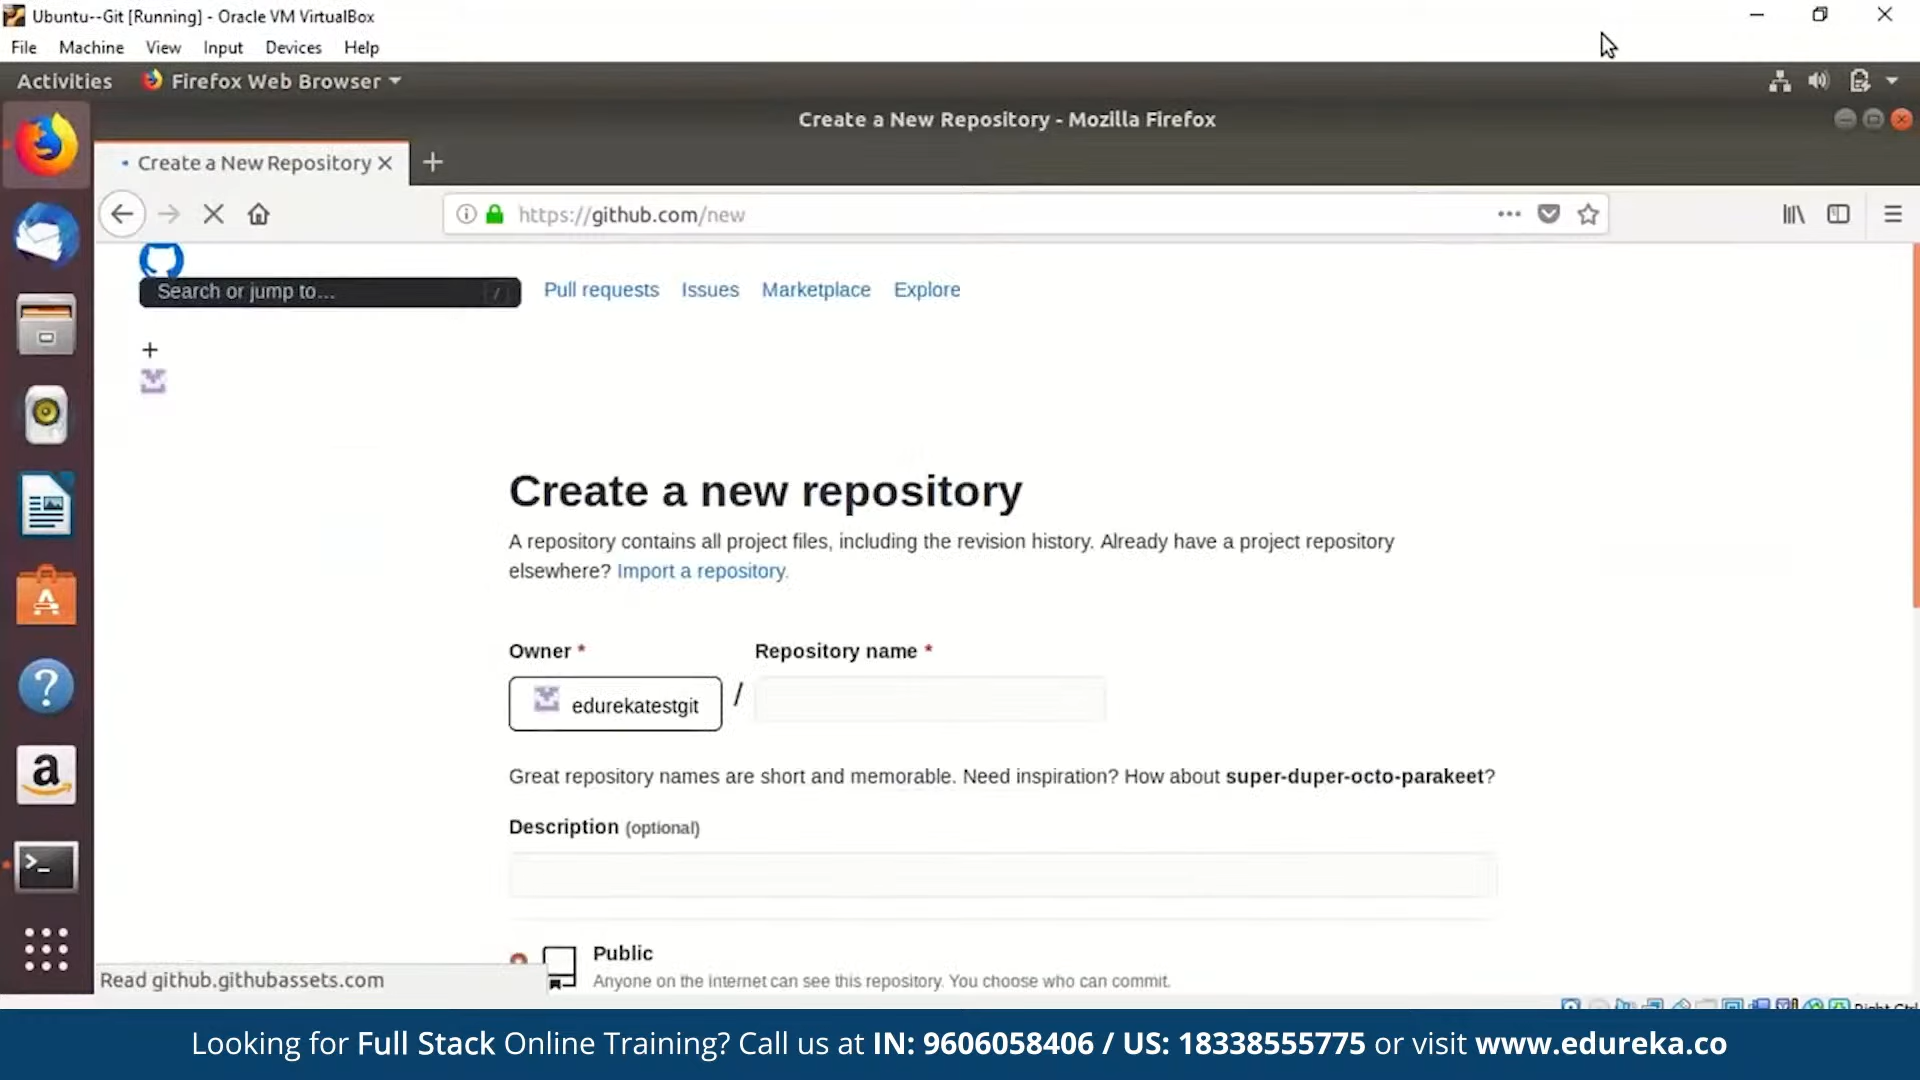 Ubuntu--Git [Running] - Oracle VM VirtualBox
File Machine View Input Devices Help
Activities Firefox Web Browser
Create a New Repository - Mozilla Firefox
Create a New Repository
https://github.com/new
Search or jump to... /
Pull requests Issues Marketplace Explore
+
Create a new repository
A repository contains all project files, including the revision history. Already have a project repository
elsewhere? Import a repository.
Owner * Repository name *
edurekatestgit /
Great repository names are short and memorable. Need inspiration? How about super-duper-octo-parakeet?
Description (optional)
Public
Anyone on the internet can see this repository. You choose who can commit.
Read github.githubassets.com
Right Ctrl
Looking for Full Stack Online Training? Call us at IN: 9606058406 / US: 18338555775 or visit www.edureka.co